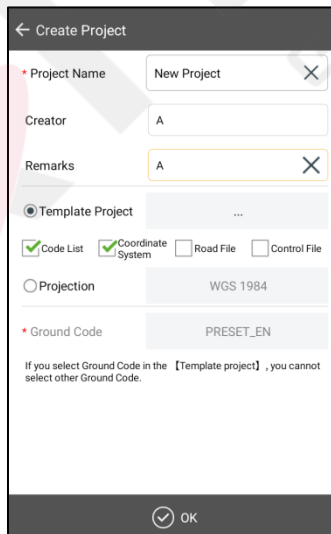 Create Project
* Project Name New Project
Creator A
Remarks A
Template Project ...
Code List Coordinate System Road File Control File
Projection WGS 1984
* Ground Code PRESET_EN
If you select Ground Code in the 【Template project】, you cannot
select other Ground Code.
OK